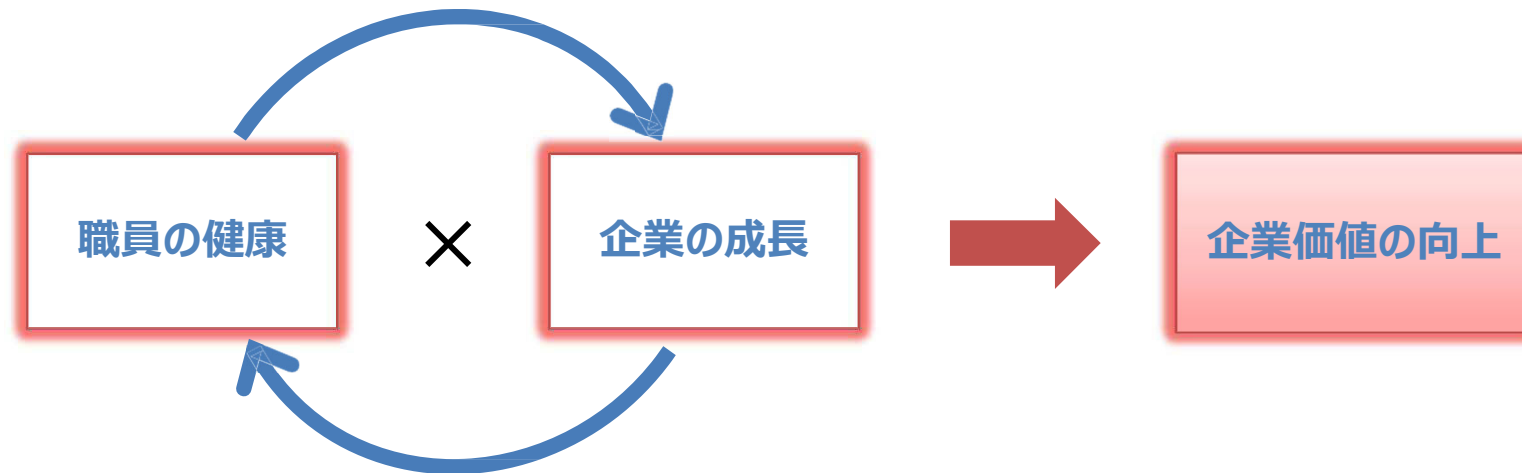 職員の健康
×
企業の成長
企業価値の向上